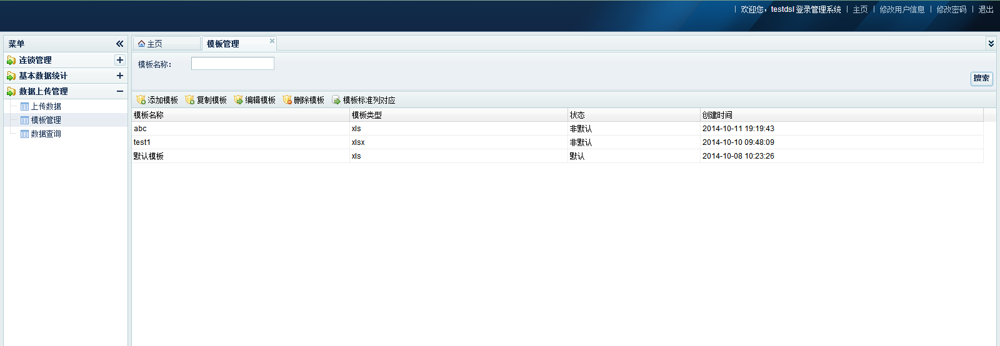 欢迎您，testdsl 登录管理系统 | 主页 | 修改用户信息 | 修改密码 | 退出
菜单
连锁管理
基本数据统计
数据上传管理
上传数据
模板管理
数据查询
主页 模板管理
模板名称：
搜索
添加模板 复制模板 编辑模板 删除模板 模板标准列对应
模板名称 模板类型 状态 创建时间
abc xls 非默认 2014-10-11 19:19:43
test1 xlsx 非默认 2014-10-10 09:48:09
默认模板 xls 默认 2014-10-08 10:23:26